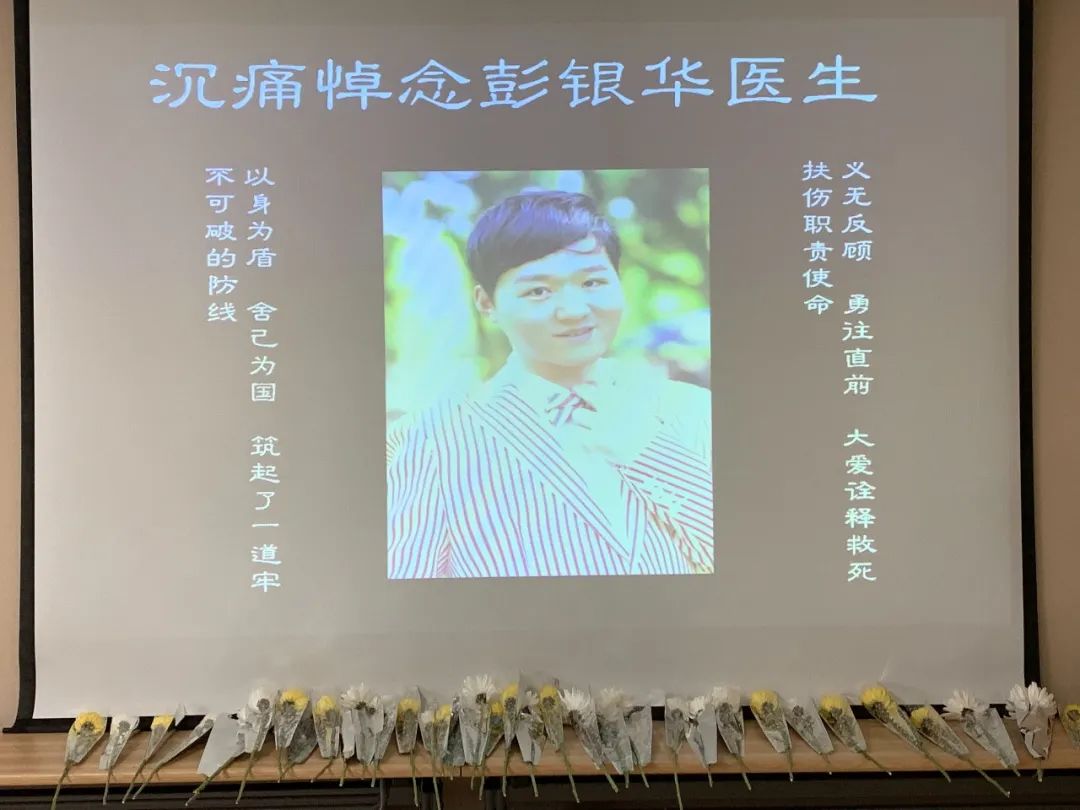 沉痛悼念彭银华医生
义无反顾 勇往直前 大爱诠释救死
扶伤职责使命
以身为盾 舍己为国 筑起了一道牢
不可破的防线